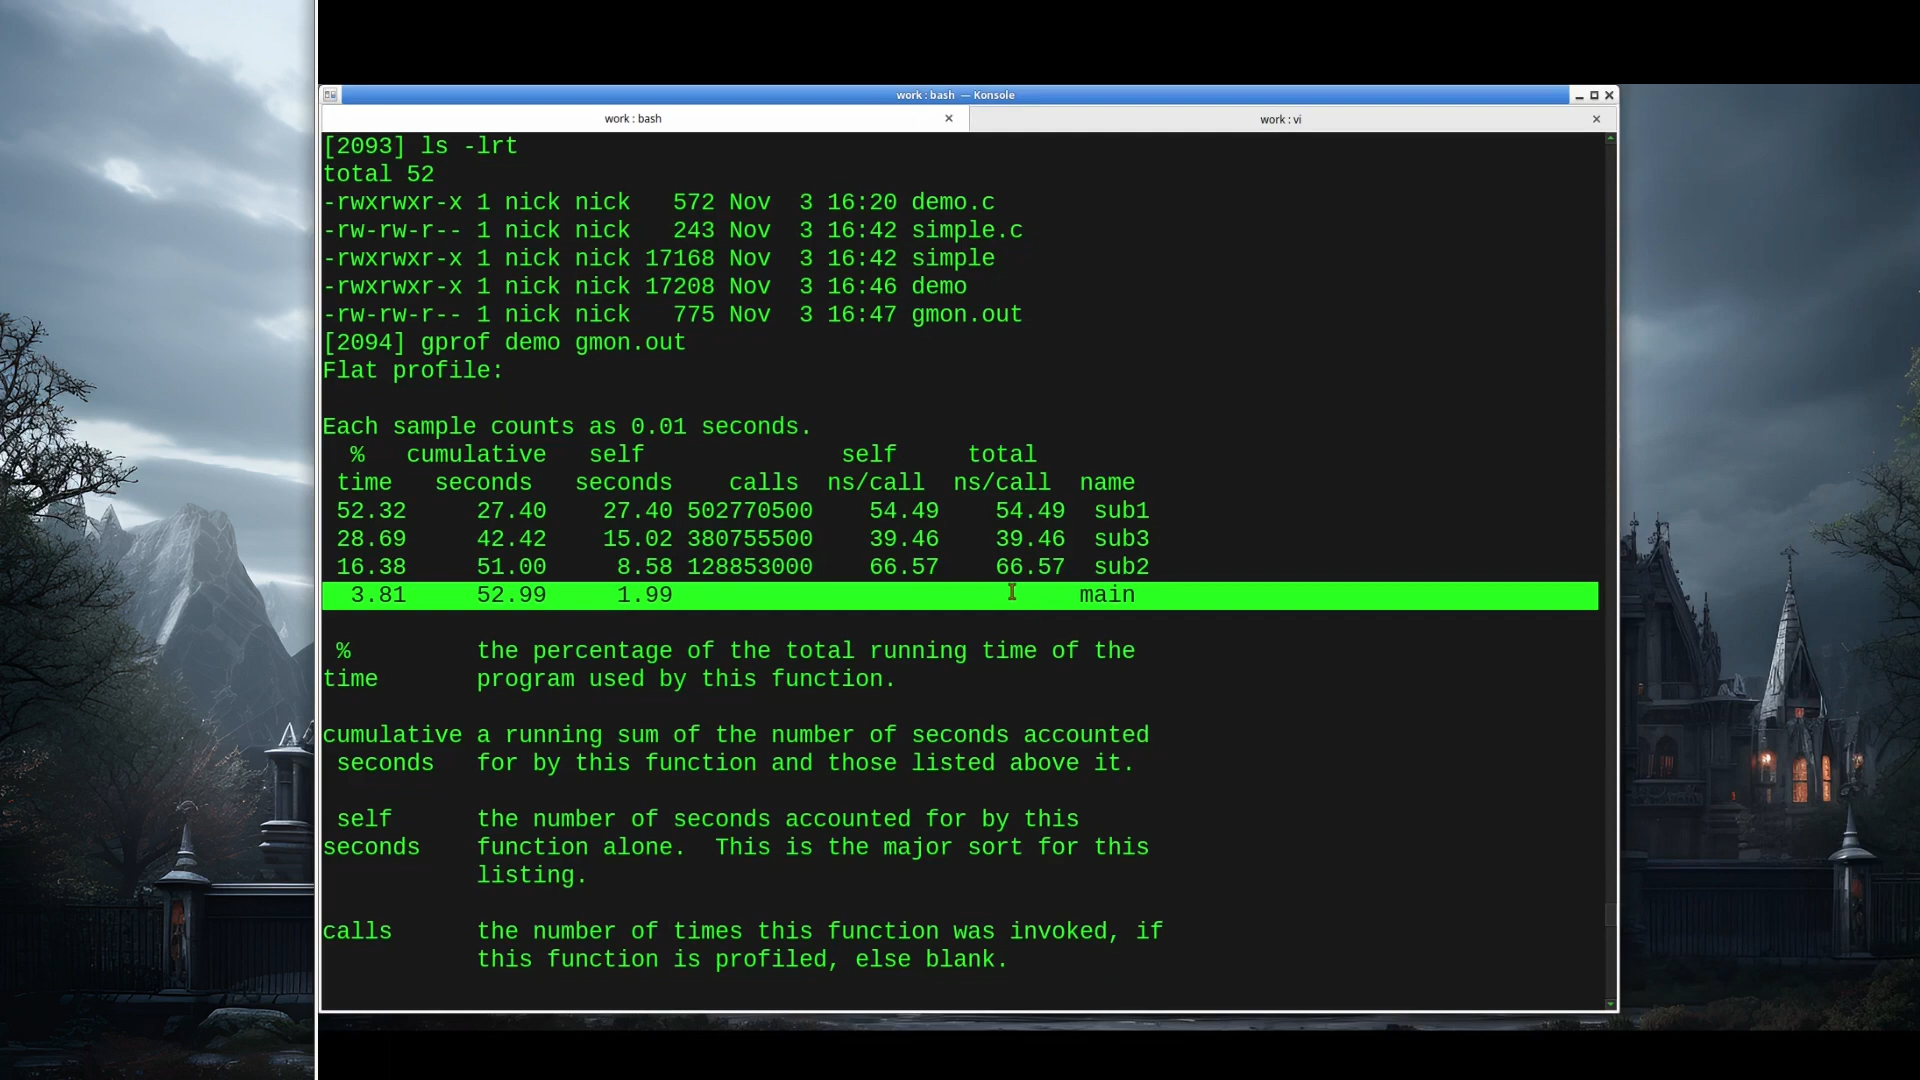 work : bash — Konsole
work : bash
work : vi
[2093] ls -lrt
total 52
-rwxrwxr-x 1 nick nick   572 Nov  3 16:20 demo.c
-rw-rw-r-- 1 nick nick   243 Nov  3 16:42 simple.c
-rwxrwxr-x 1 nick nick 17168 Nov  3 16:42 simple
-rwxrwxr-x 1 nick nick 17208 Nov  3 16:46 demo
-rw-rw-r-- 1 nick nick   775 Nov  3 16:47 gmon.out
[2094] gprof demo gmon.out
Flat profile:
Each sample counts as 0.01 seconds.
  %   cumulative   self              self     total
 time   seconds   seconds    calls  ns/call  ns/call  name
 52.32     27.40    27.40 502770500    54.49    54.49  sub1
 28.69     42.42    15.02 380755500    39.46    39.46  sub3
 16.38     51.00     8.58 128853000    66.57    66.57  sub2
  3.81     52.99     1.99                             main
 %         the percentage of the total running time of the
time       program used by this function.
cumulative a running sum of the number of seconds accounted
 seconds   for by this function and those listed above it.
 self      the number of seconds accounted for by this
seconds    function alone.  This is the major sort for this
           listing.
calls      the number of times this function was invoked, if
           this function is profiled, else blank.